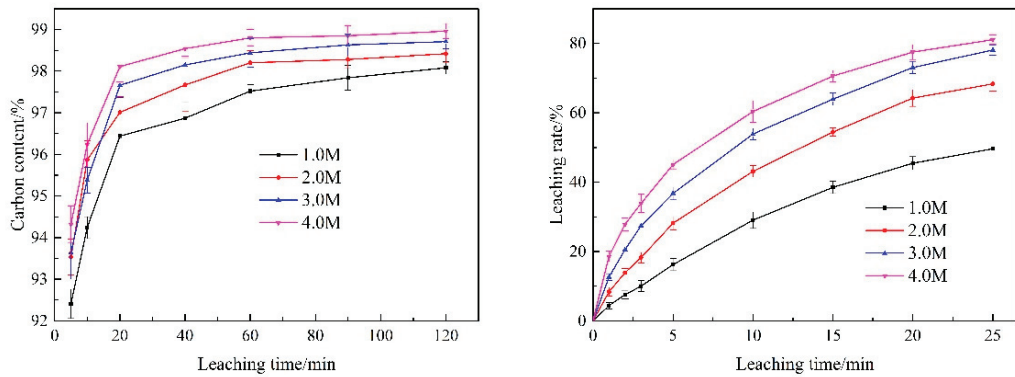 99
98
97
96
95
94
93
92
Carbon content/%
1.0M
2.0M
3.0M
4.0M
0 20 40 60 80 100 120
Leaching time/min
80
60
40
20
0
Leaching rate/%
1.0M
2.0M
3.0M
4.0M
0 5 10 15 20 25
Leaching time/min